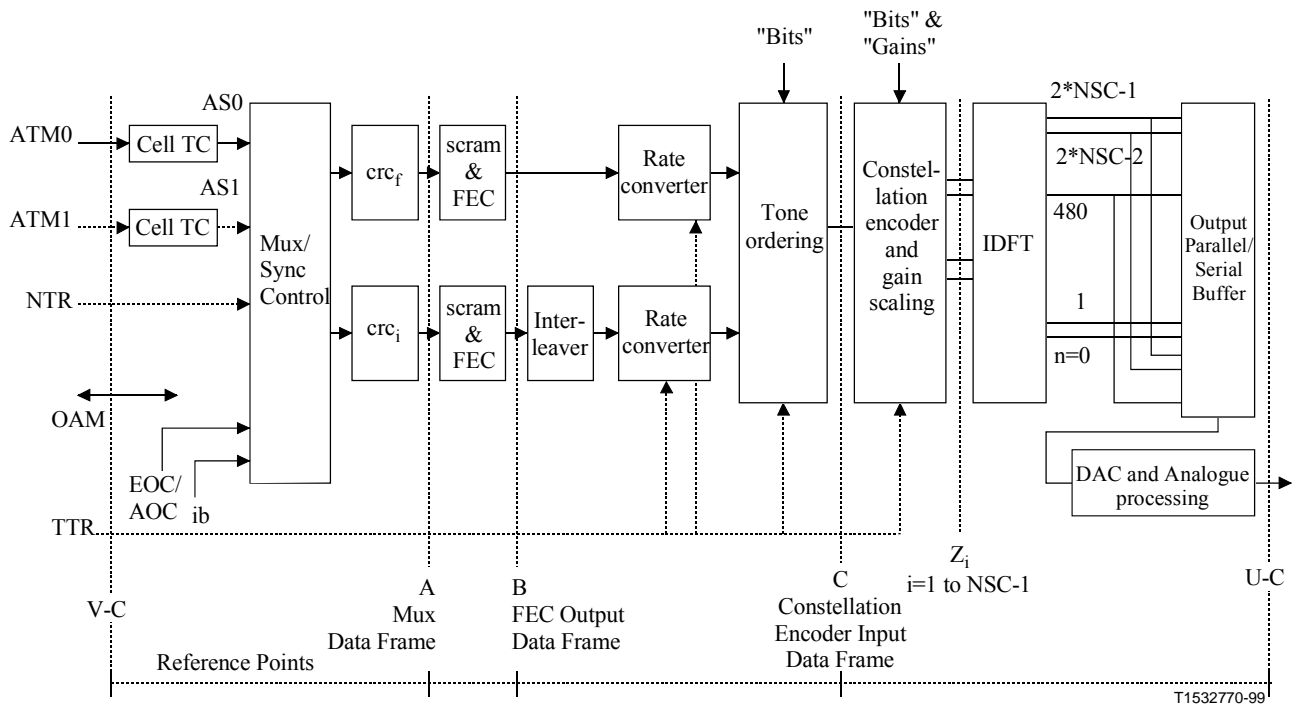 "Bits"
"Bits" &
"Gains"
ATM0
Cell TC
AS0
AS1
ATM1
Cell TC
NTR
OAM
EOC/
AOC
ib
TTR
Mux/
Sync
Control
crcf
crci
scram
&
FEC
scram
&
FEC
Inter-
leaver
Rate
converter
Rate
converter
Tone
ordering
Constel-
lation
encoder
and
gain
scaling
IDFT
2*NSC-1
2*NSC-2
480
1
n=0
Output
Parallel/
Serial
Buffer
DAC and Analogue
processing
V-C
A
Mux
Data Frame
B
FEC Output
Data Frame
C
Constellation
Encoder Input
Data Frame
Zi
i=1 to NSC-1
U-C
Reference Points
T1532770-99